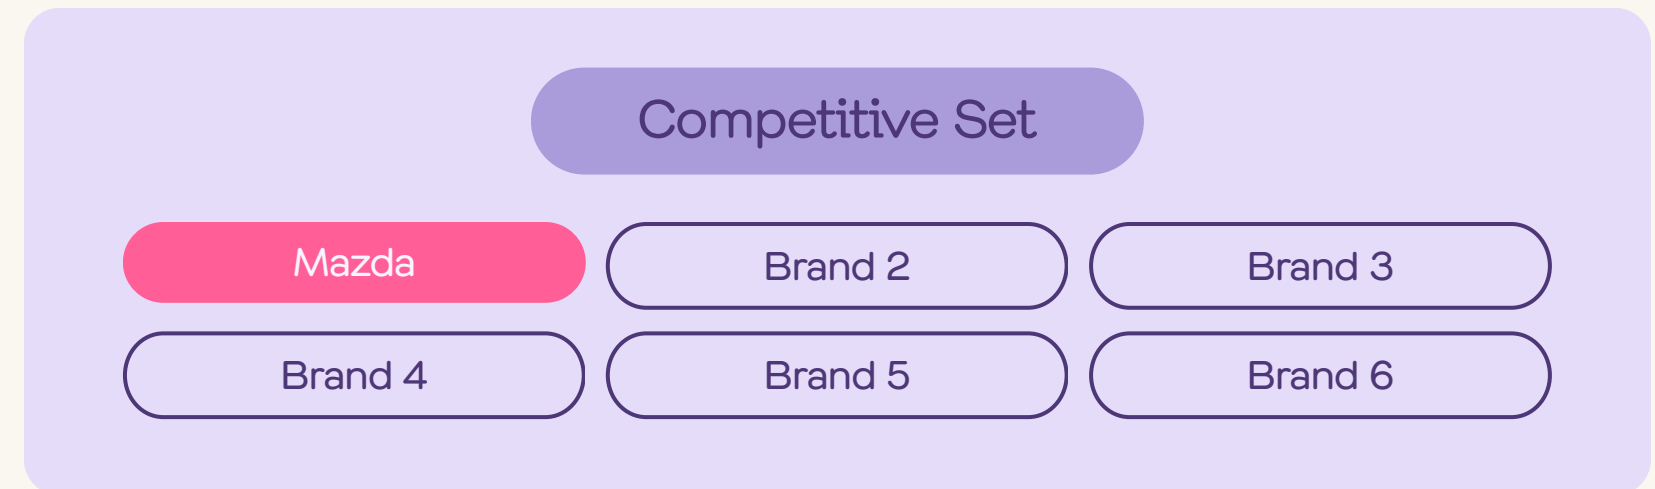 Competitive Set
Mazda
Brand 2
Brand 3
Brand 4
Brand 5
Brand 6